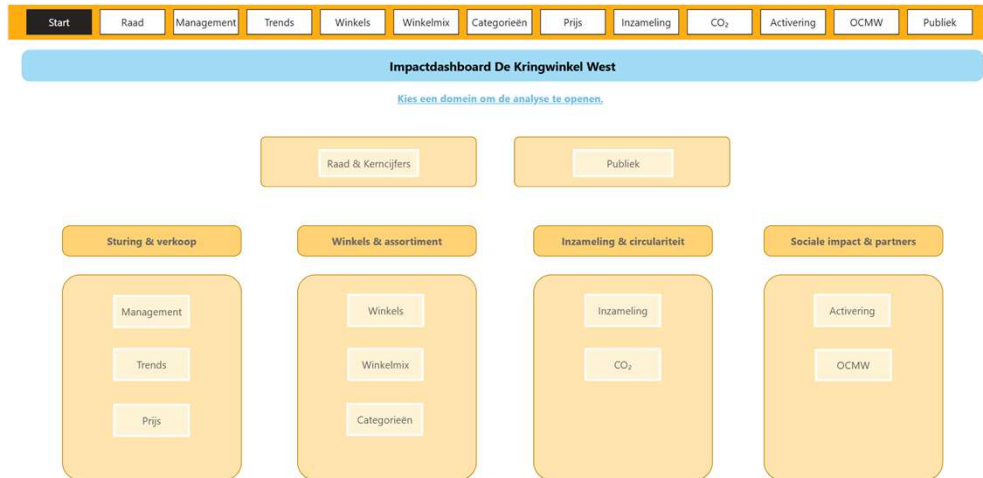 Start Raad Management Trends Winkels Winkelmix Categorieën Prijs Inzameling CO₂ Activering OCMW Publiek
Impactdashboard De Kringwinkel West
Kies een domein om de analyse te openen.
Raad & Kerncijfers
Publiek
Sturing & verkoop
Management
Trends
Prijs
Winkels & assortiment
Winkels
Winkelmix
Categorieën
Inzameling & circulariteit
Inzameling
CO₂
Sociale impact & partners
Activering
OCMW